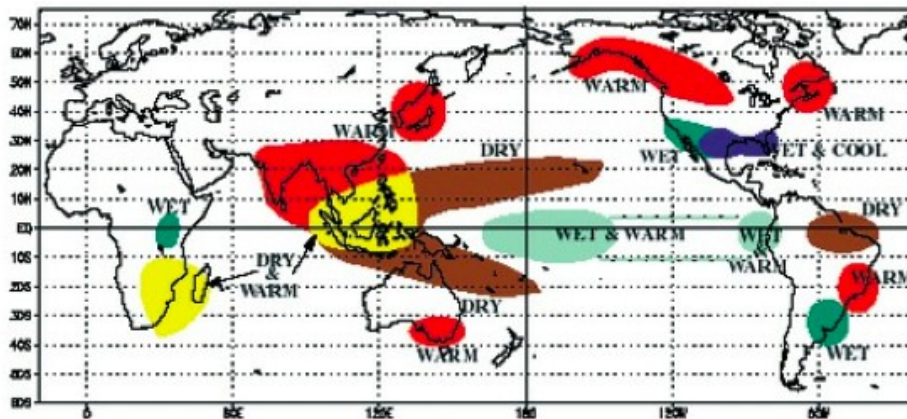 70N
60N
50N
WARM
40N
WARM
WARM
30N
DRY
WET
WET & COOL
20N
10N
WET
DRY
EQ
WET & WARM
WET
10S
DRY
&
WARM
WARM
WARM
20S
DRY
30S
40S
WARM
WET
50S
60S
0
60E
120E
180
120W
60W